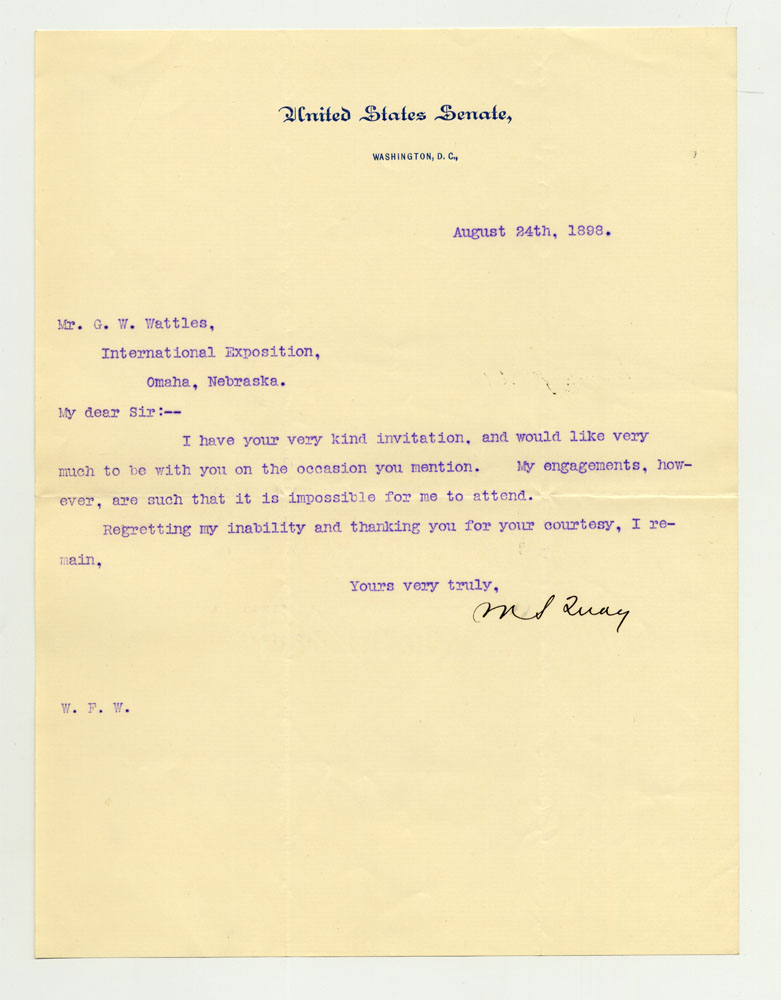 United States Senate,
WASHINGTON, D. C.,
August 24th, 1898.
Mr. G. W. Wattles,
International Exposition,
Omaha, Nebraska.
My dear Sir:--
I have your very kind invitation, and would like very
much to be with you on the occasion you mention. My engagements, how-
ever, are such that it is impossible for me to attend.
Regretting my inability and thanking you for your courtesy, I re-
main,
Yours very truly,
M S Quay
W. F. W.